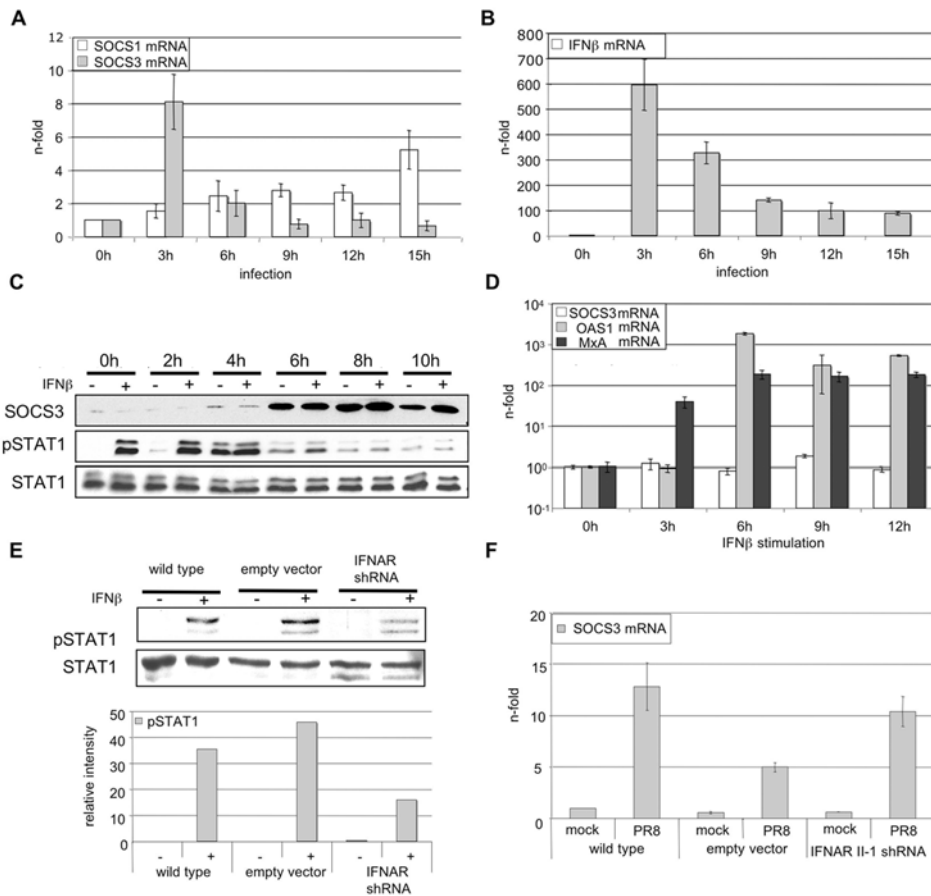 A
SOCS1 mRNA
SOCS3 mRNA
12
10
8
6
4
2
0
n-fold
0h 3h 6h 9h 12h 15h
infection
B
IFNβ mRNA
800
700
600
500
400
300
200
100
0
n-fold
0h 3h 6h 9h 12h 15h
infection
C
0h 2h 4h 6h 8h 10h
IFNβ - + - + - + - + - + - +
SOCS3
pSTAT1
STAT1
D
SOCS3 mRNA
OAS1 mRNA
MxA mRNA
10⁴
10³
10²
10¹
10⁰
10⁻¹
n-fold
0h 3h 6h 9h 12h
IFNβ stimulation
E
wild type empty vector IFNAR
shRNA
IFNβ - + - + - +
pSTAT1
STAT1
pSTAT1
50
40
30
20
10
0
relative intensity
- + - + - +
wild type empty vector IFNAR
shRNA
F
SOCS3 mRNA
20
15
10
5
0
n-fold
mock PR8 mock PR8 mock PR8
wild type empty vector IFNAR II-1 shRNA